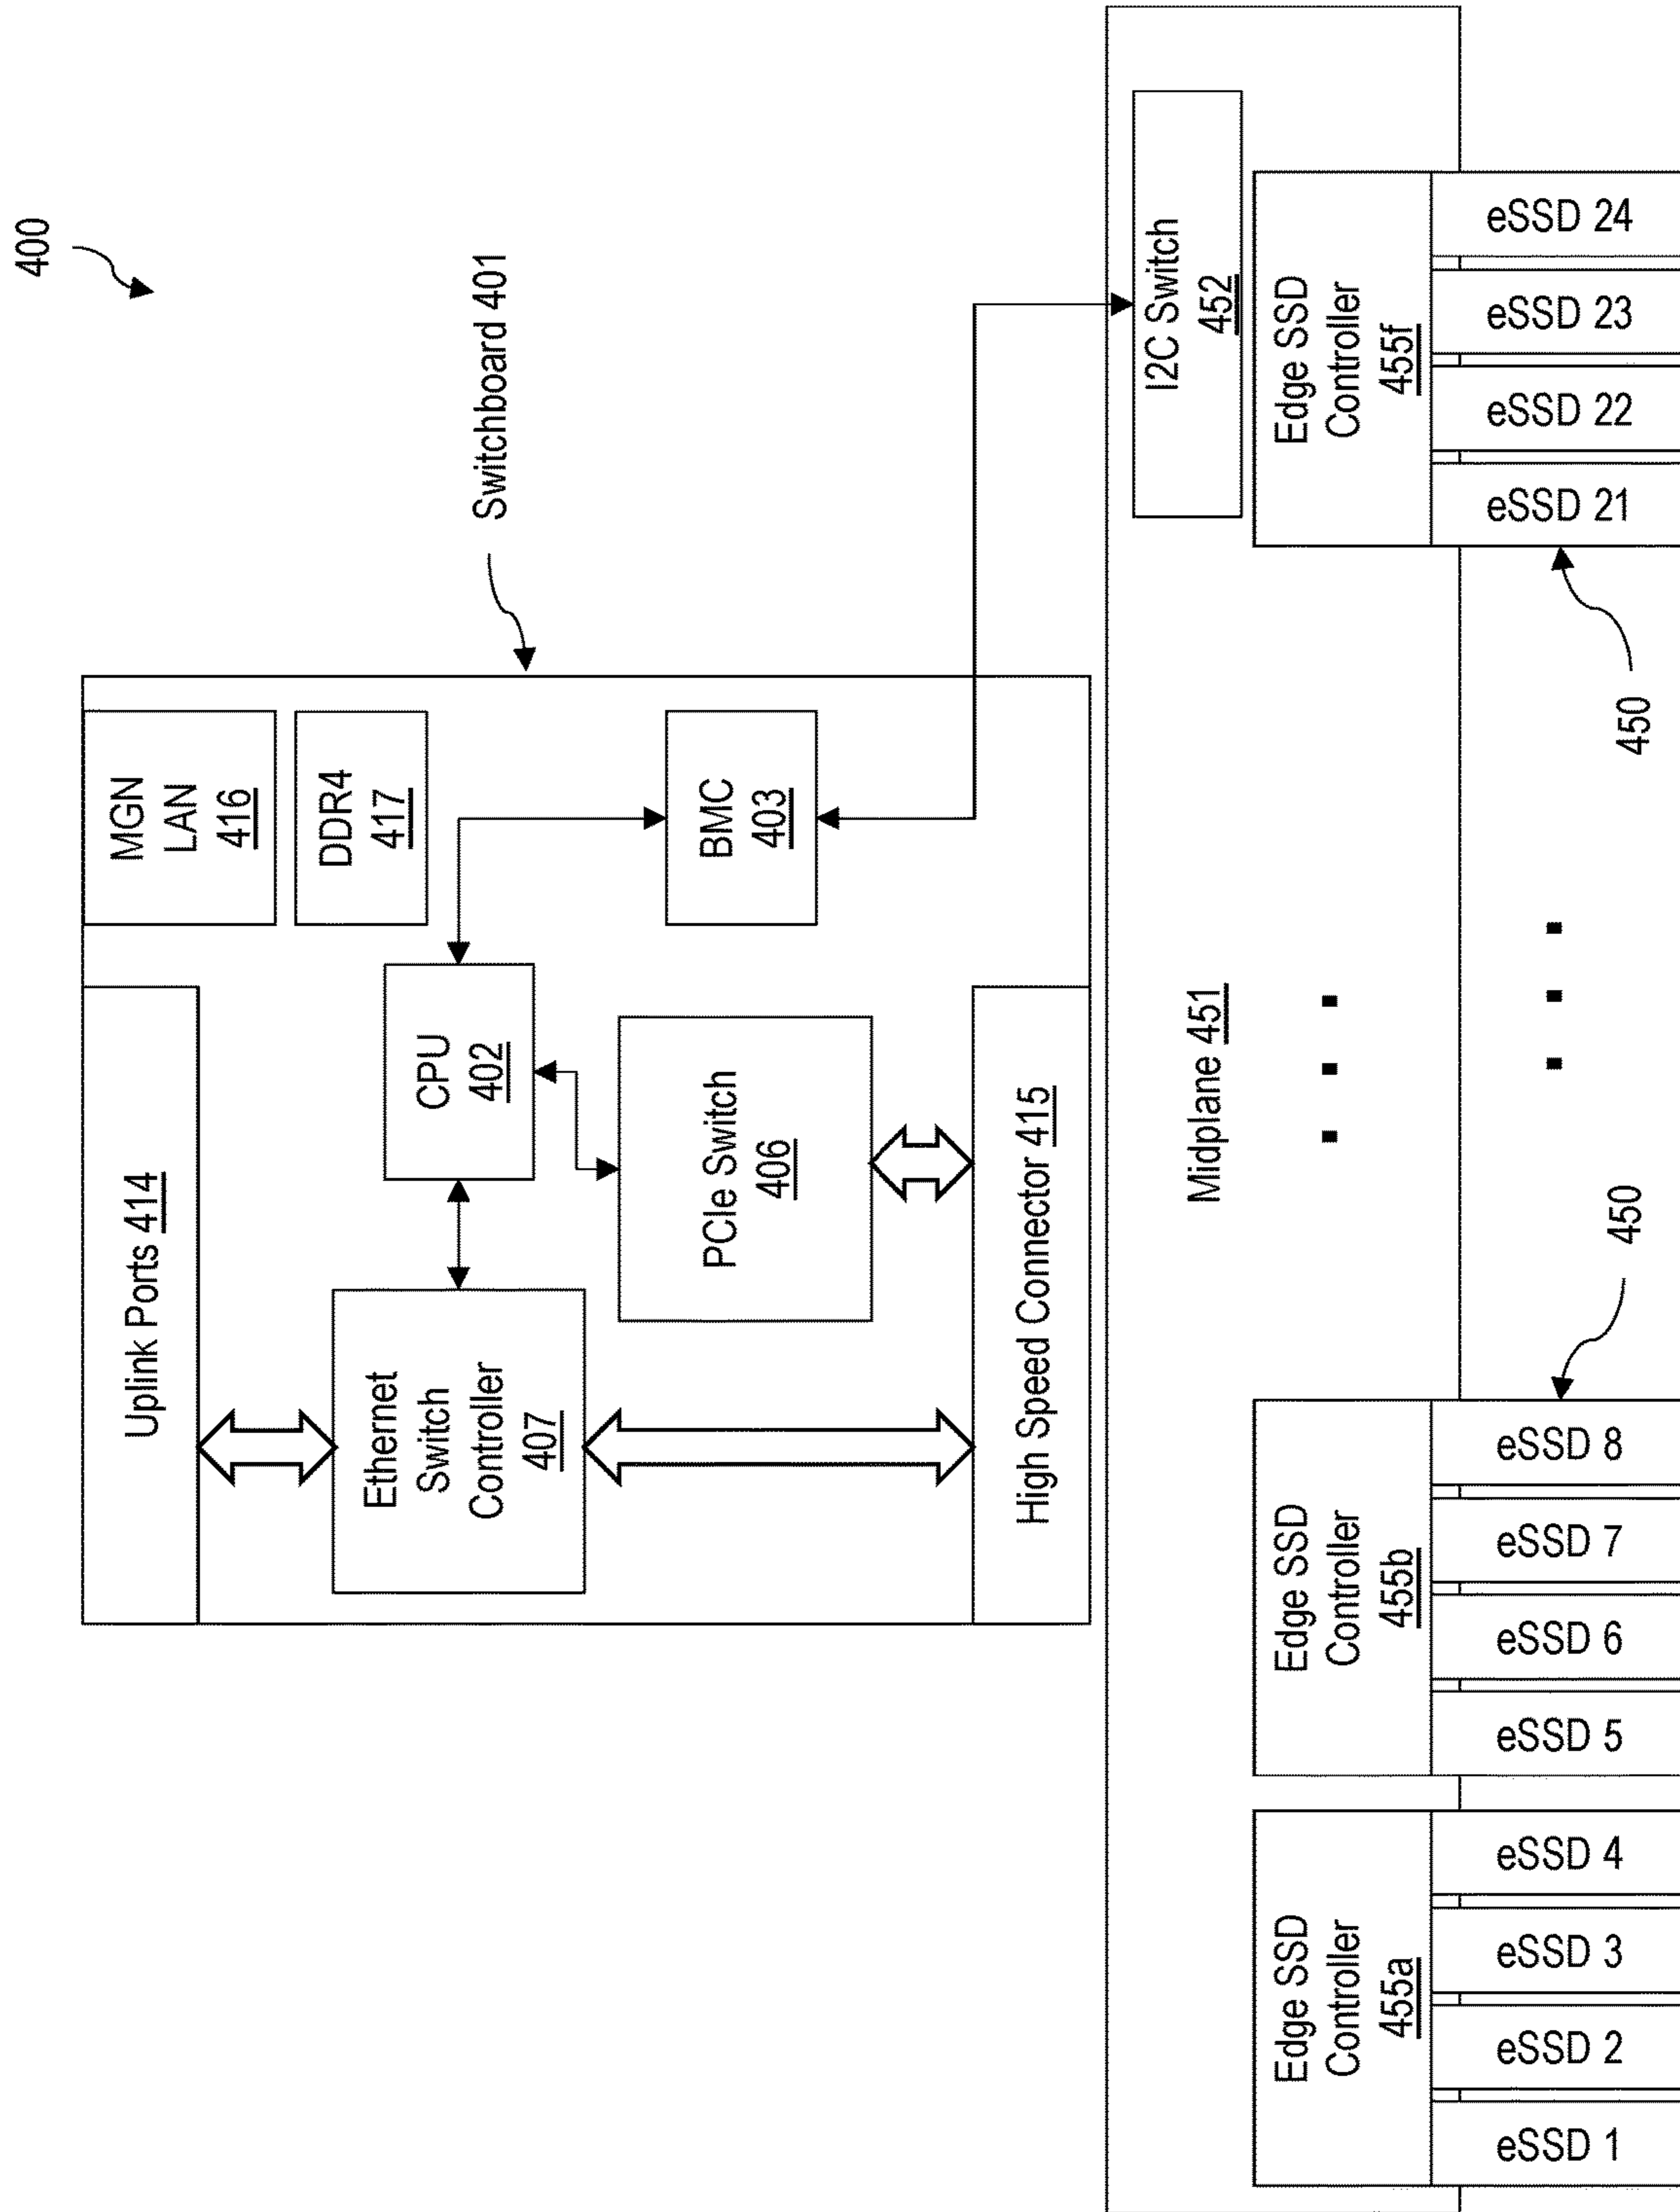 400
Switchboard 401
Uplink Ports 414
MGN
LAN
416
DDR4
417
Ethernet
Switch
Controller
407
CPU
402
BMC
403
PCIe Switch
406
High Speed Connector 415
Midplane 451
I2C Switch
452
Edge SSD
Controller
455a
Edge SSD
Controller
455b
Edge SSD
Controller
455f
eSSD 1
eSSD 2
eSSD 3
eSSD 4
eSSD 5
eSSD 6
eSSD 7
eSSD 8
eSSD 21
eSSD 22
eSSD 23
eSSD 24
450
450